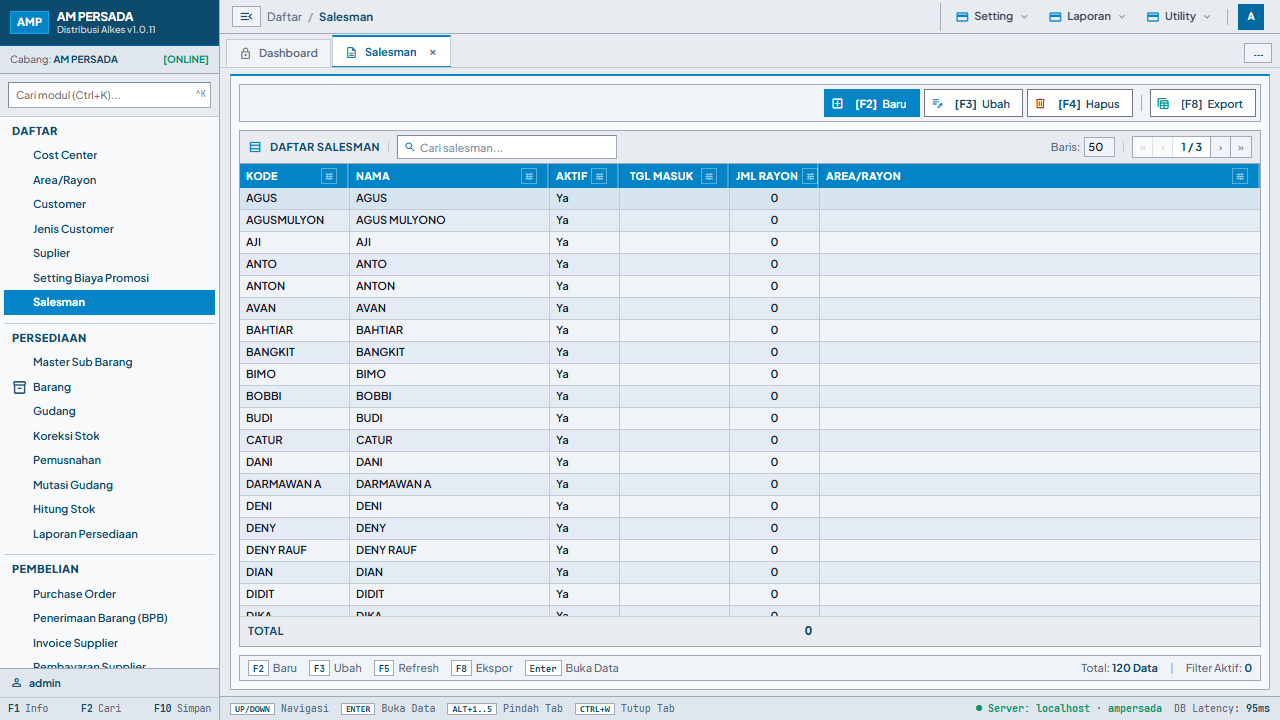 AMP
AM PERSADA
Distribusi Alkes v1.0.11
Cabang: AM PERSADA [ONLINE]
Cari modul (Ctrl+K)... ^K
DAFTAR
Cost Center
Area/Rayon
Customer
Jenis Customer
Suplier
Setting Biaya Promosi
Salesman
PERSEDIAAN
Master Sub Barang
Barang
Gudang
Koreksi Stok
Pemusnahan
Mutasi Gudang
Hitung Stok
Laporan Persediaan
PEMBELIAN
Purchase Order
Penerimaan Barang (BPB)
Invoice Supplier
Pembayaran Supplier
admin
F1 Info F2 Cari F10 Simpan
Daftar / Salesman
Setting Laporan Utility A
Dashboard Salesman × ...
[F2] Baru [F3] Ubah [F4] Hapus [F8] Export
DAFTAR SALESMAN Cari salesman... Baris: 50 « ‹ 1 / 3 › »
KODE NAMA AKTIF TGL MASUK JML RAYON AREA/RAYON
AGUS AGUS Ya 0
AGUSMULYON AGUS MULYONO Ya 0
AJI AJI Ya 0
ANTO ANTO Ya 0
ANTON ANTON Ya 0
AVAN AVAN Ya 0
BAHTIAR BAHTIAR Ya 0
BANGKIT BANGKIT Ya 0
BIMO BIMO Ya 0
BOBBI BOBBI Ya 0
BUDI BUDI Ya 0
CATUR CATUR Ya 0
DANI DANI Ya 0
DARMAWAN A DARMAWAN A Ya 0
DENI DENI Ya 0
DENY DENY Ya 0
DENY RAUF DENY RAUF Ya 0
DIAN DIAN Ya 0
DIDIT DIDIT Ya 0
DIKA DIKA Ya 0
TOTAL 0
F2 Baru F3 Ubah F5 Refresh F8 Ekspor Enter Buka Data Total: 120 Data | Filter Aktif: 0
UP/DOWN Navigasi ENTER Buka Data ALT+1..5 Pindah Tab CTRL+W Tutup Tab ● Server: localhost · ampersada DB Latency: 95ms